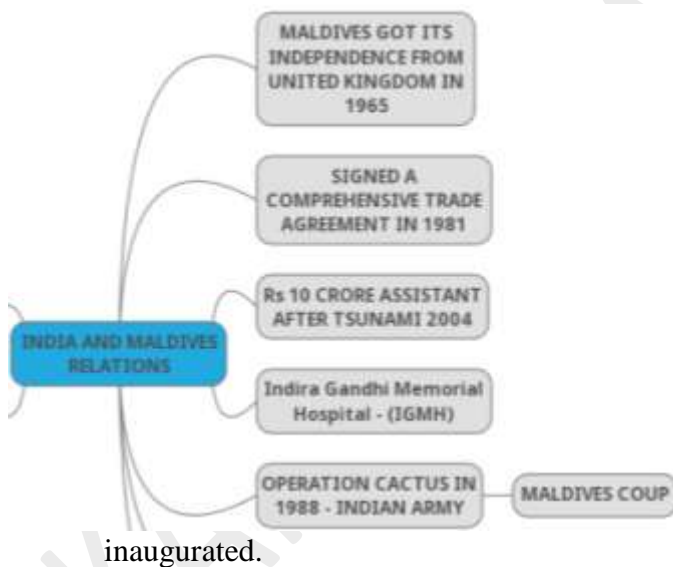 MALDIVES GOT ITS
INDEPENDENCE FROM
UNITED KINGDOM IN
1965
SIGNED A
COMPREHENSIVE TRADE
AGREEMENT IN 1981
Rs 10 CRORE ASSISTANT
AFTER TSUNAMI 2004
INDIA AND MALDIVES
RELATIONS
Indira Gandhi Memorial
Hospital - (IGMH)
OPERATION CACTUS IN
1988 - INDIAN ARMY
MALDIVES COUP
inaugurated.